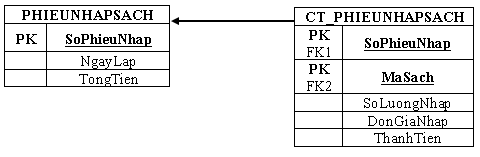 PHIEUNHAPSACH
PK SoPhieuNhap
NgayLap
TongTien
CT_PHIEUNHAPSACH
PK
FK1 SoPhieuNhap
PK
FK2 MaSach
SoLuongNhap
DonGiaNhap
ThanhTien